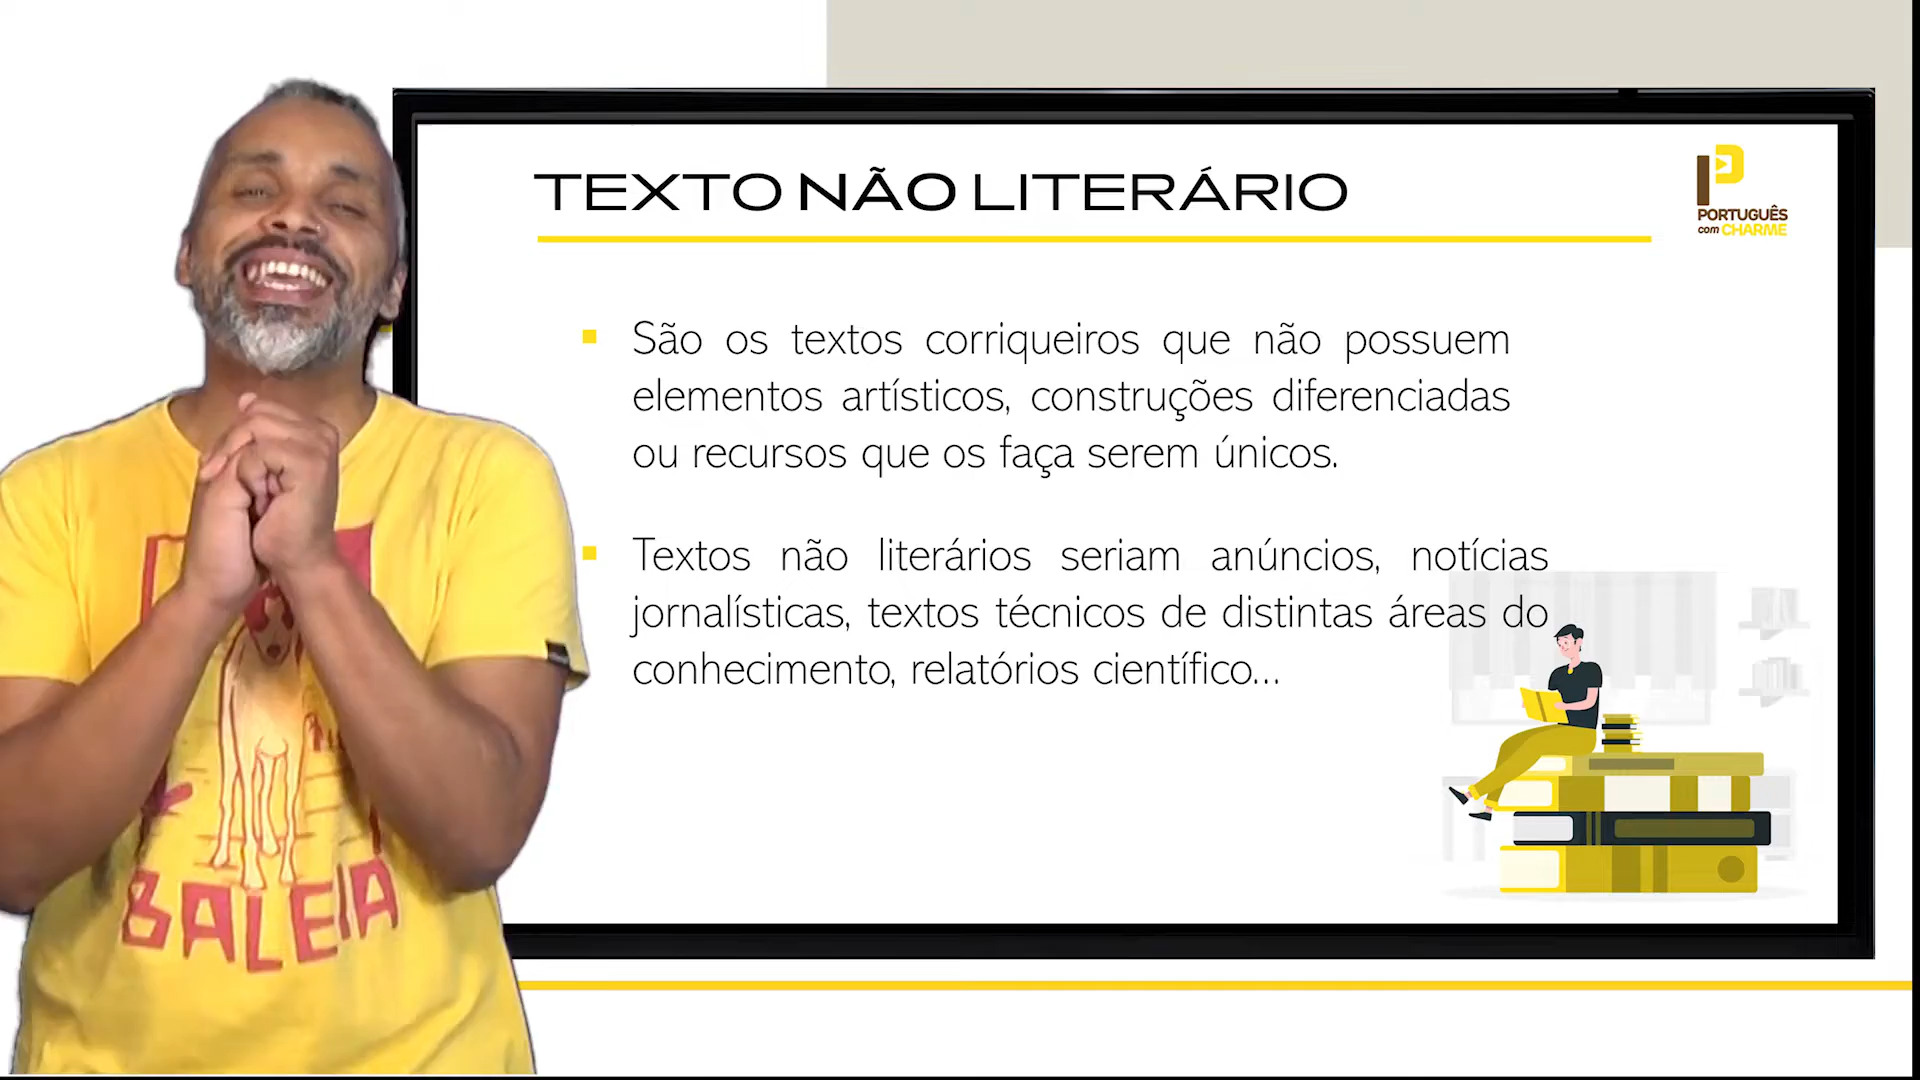 TEXTO NÃO LITERÁRIO
PORTUGUÊS
com CHARME
São os textos corriqueiros que não possuem
elementos artísticos, construções diferenciadas
ou recursos que os faça serem únicos.
Textos não literários seriam anúncios, notícias
jornalísticas, textos técnicos de distintas áreas do
conhecimento, relatórios científico...
BALEIA